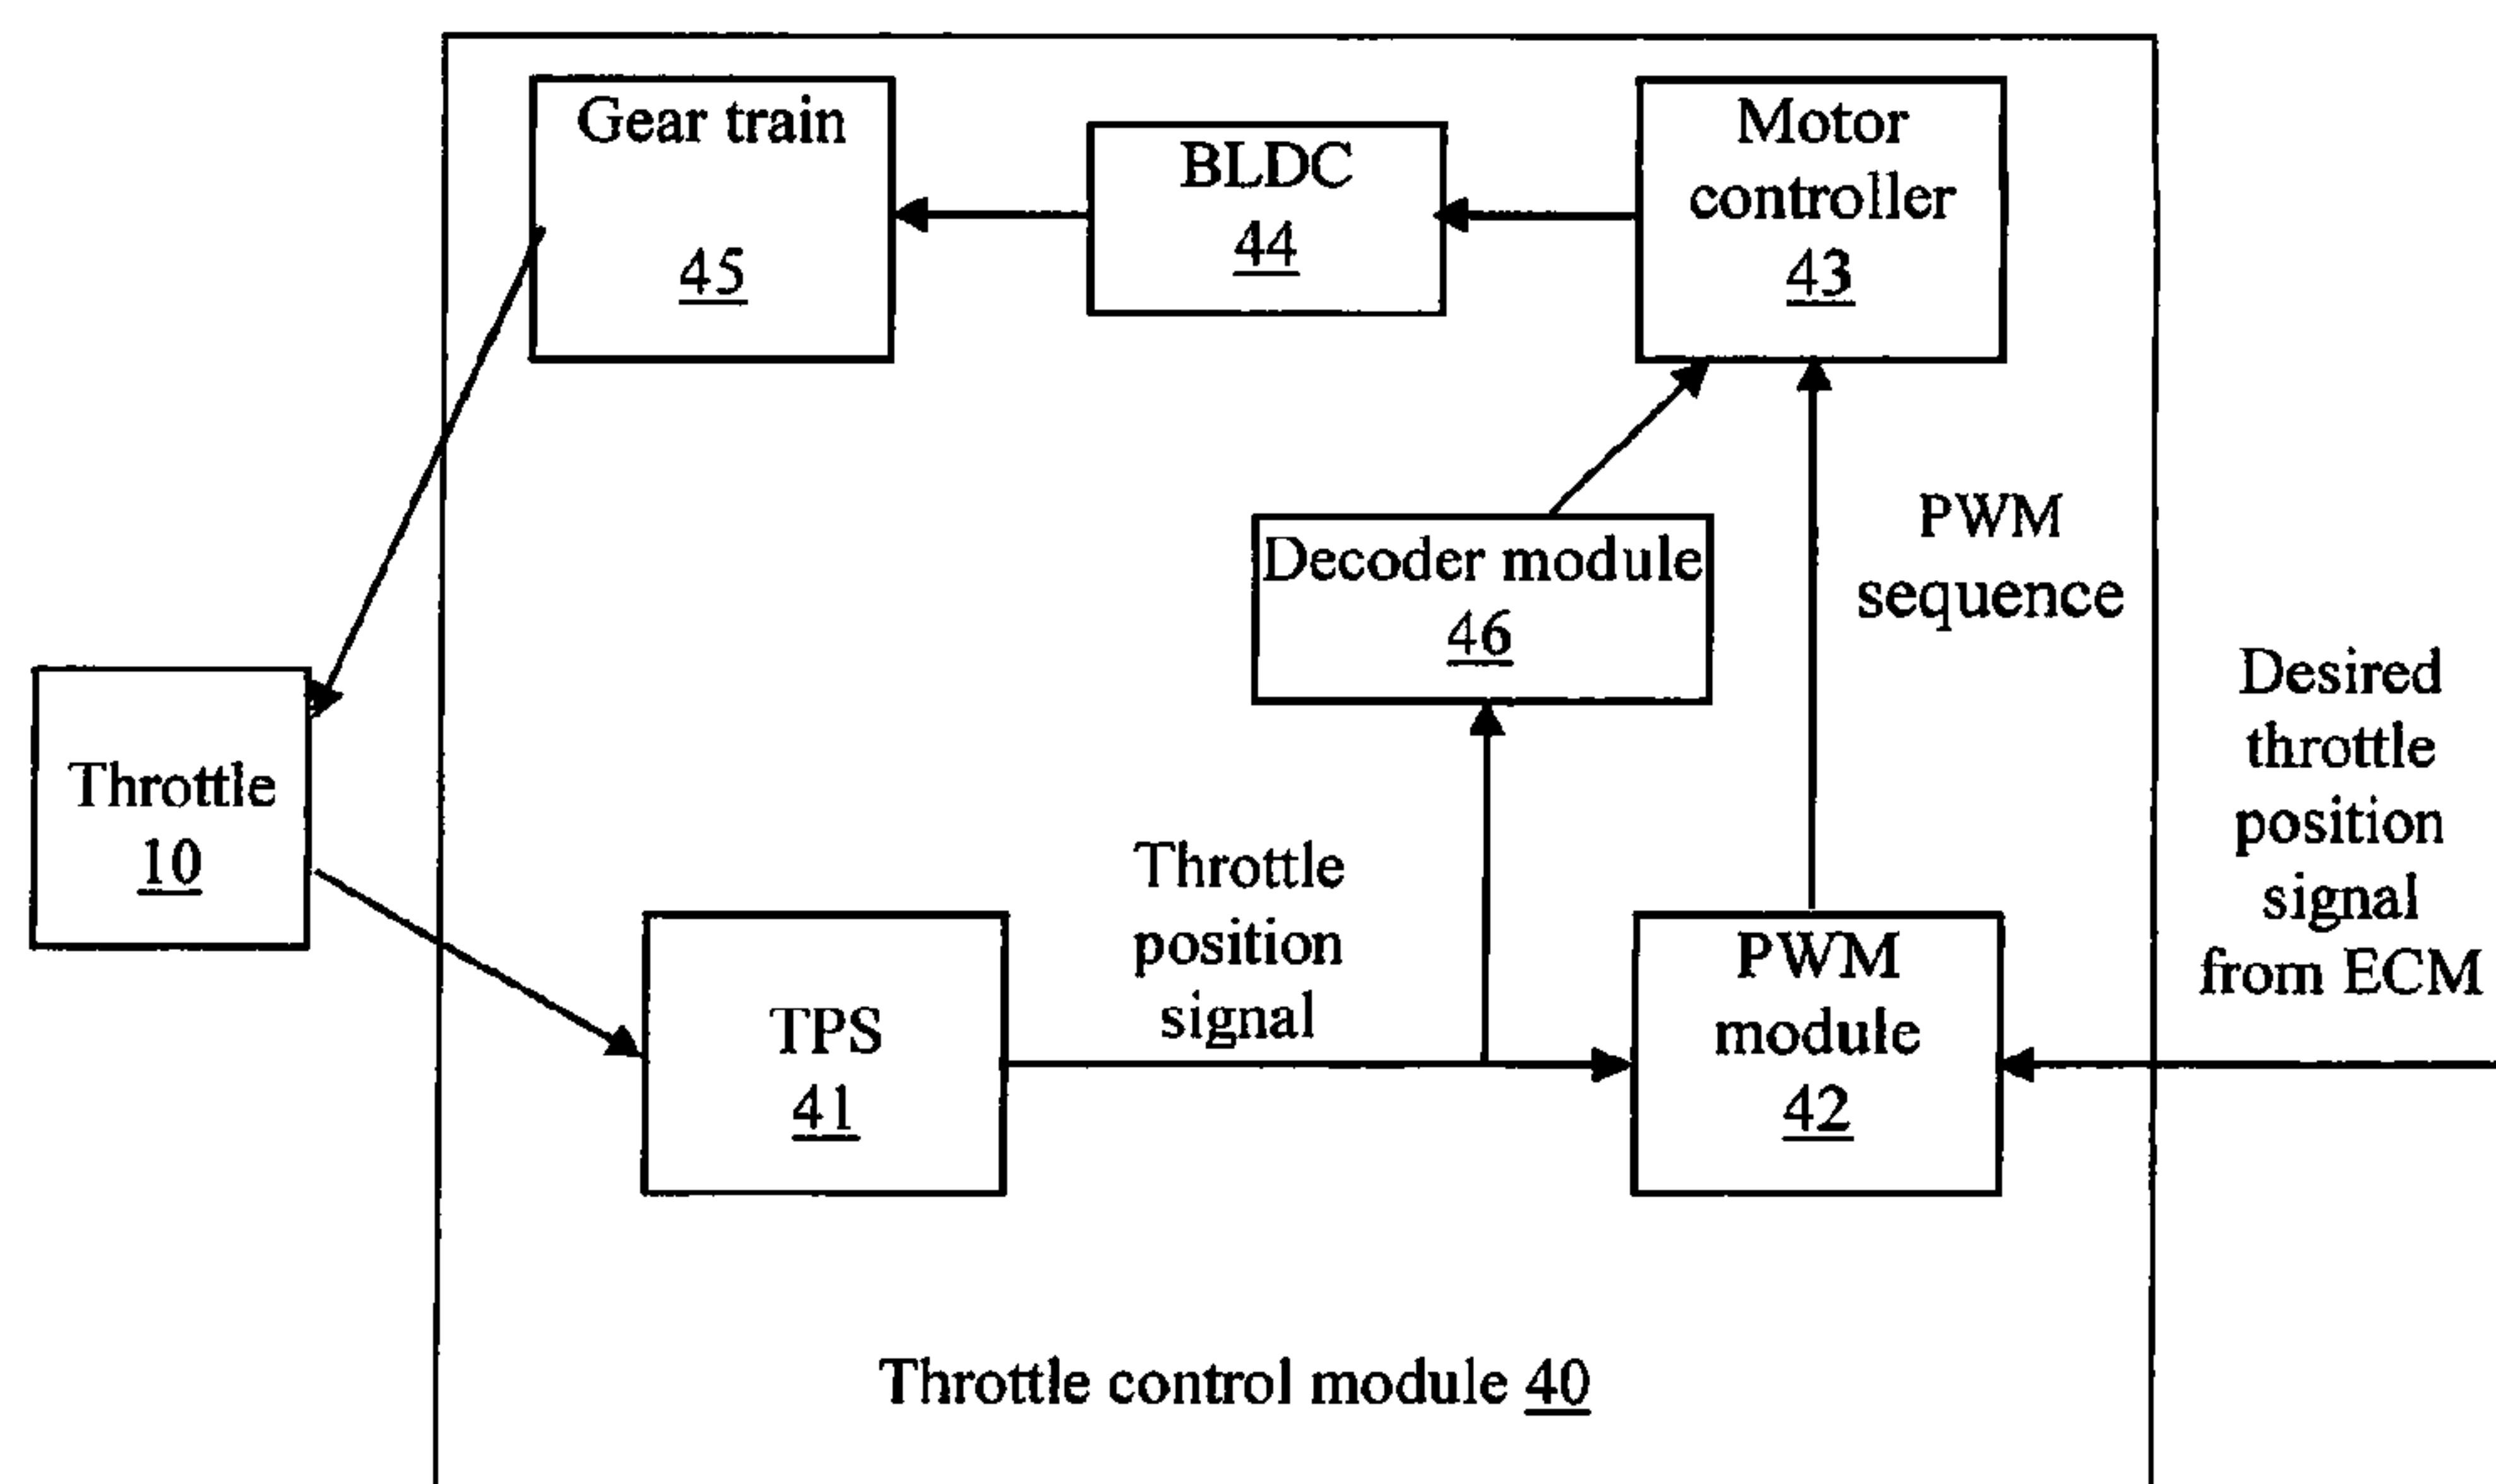 Gear train
45
BLDC
44
Motor
controller
43
Decoder module
46
PWM
sequence
Throttle
10
Desired
throttle
position
signal
from ECM
Throttle
position
signal
TPS
41
PWM
module
42
Throttle control module 40